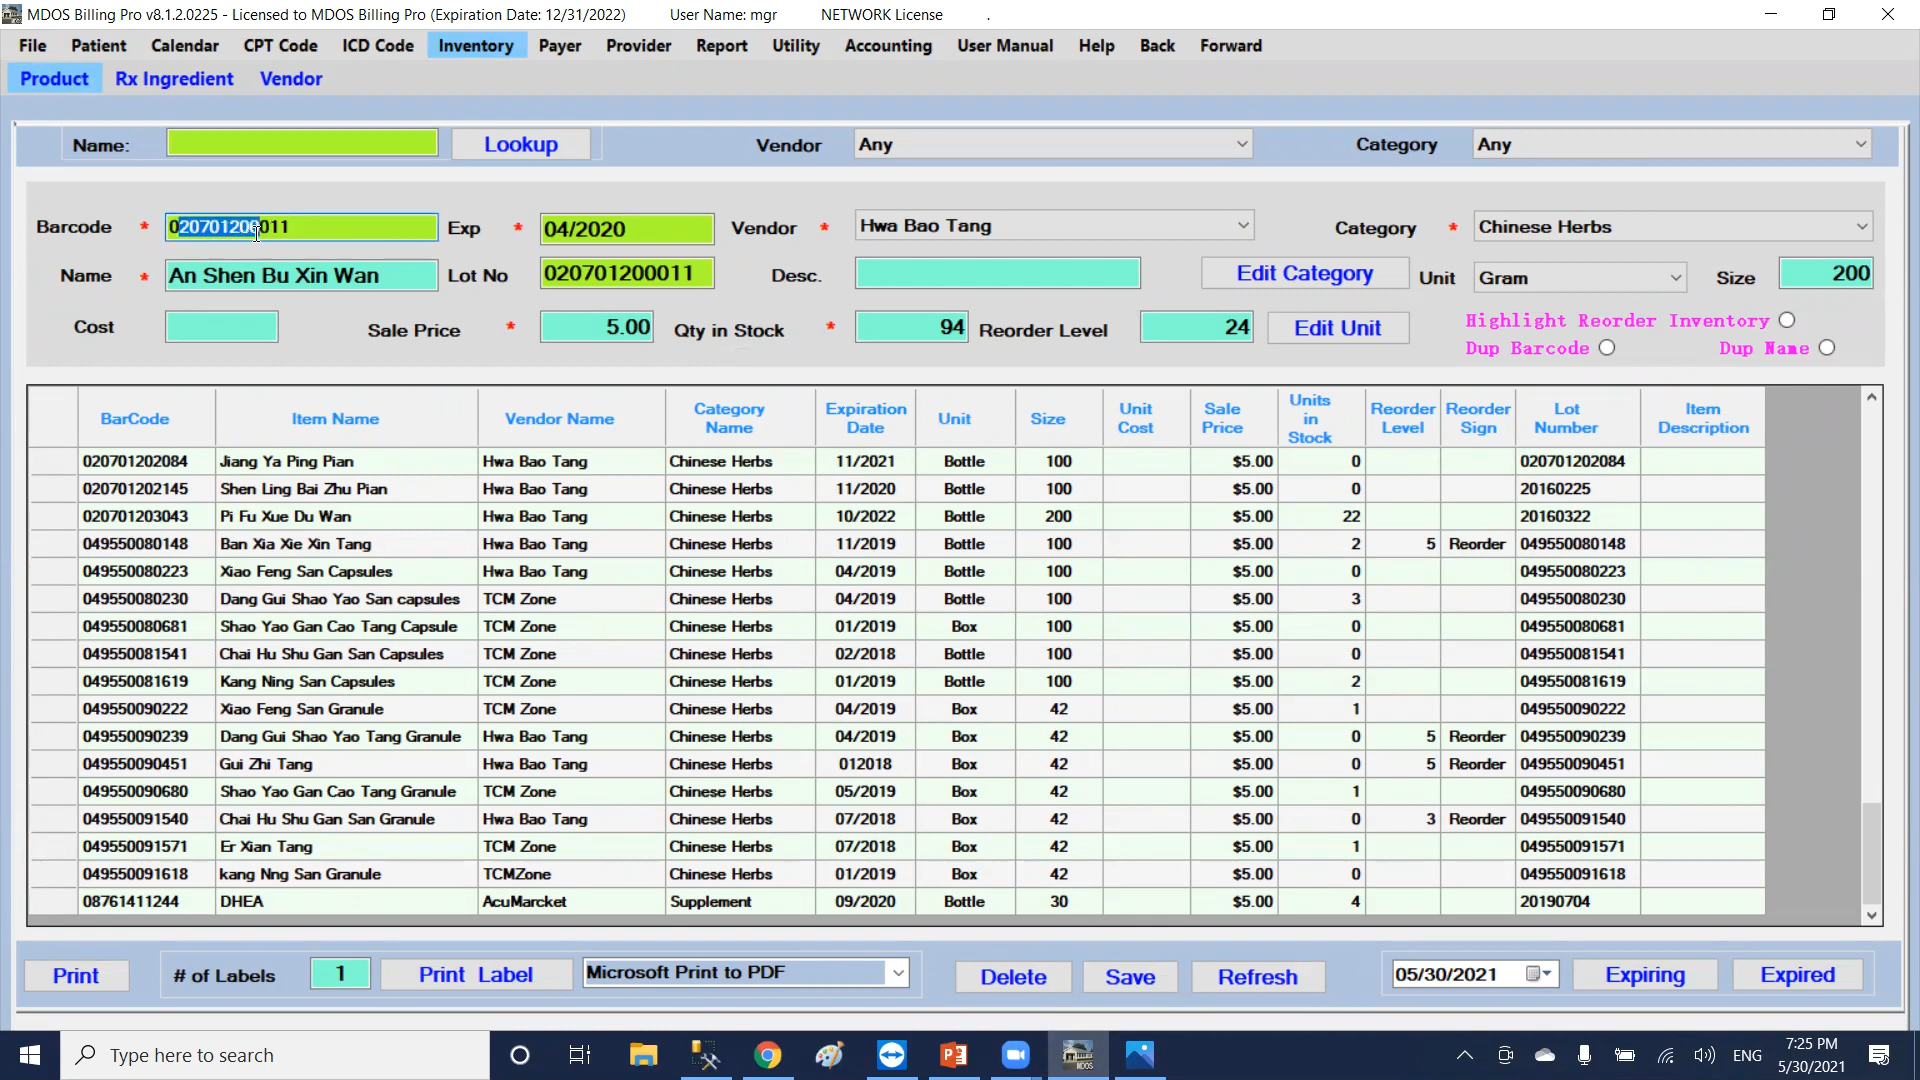 MDOS Billing Pro v8.1.2.0225 - Licensed to MDOS Billing Pro (Expiration Date: 12/31/2022) User Name: mgr NETWORK License .
File Patient Calendar CPT Code ICD Code Inventory Payer Provider Report Utility Accounting User Manual Help Back Forward
Product Rx Ingredient Vendor
Name: Lookup Vendor Any Category Any
Barcode * 020701200011 Exp * 04/2020 Vendor * Hwa Bao Tang Category * Chinese Herbs
Name * An Shen Bu Xin Wan Lot No 020701200011 Desc. Edit Category Unit Gram Size 200
Cost Sale Price * 5.00 Qty in Stock * 94 Reorder Level 24 Edit Unit Highlight Reorder Inventory
Dup Barcode Dup Name
BarCode Item Name Vendor Name Category Name Expiration Date Unit Size Unit Cost Sale Price Units in Stock Reorder Level Reorder Sign Lot Number Item Description
020701202084 Jiang Ya Ping Pian Hwa Bao Tang Chinese Herbs 11/2021 Bottle 100 $5.00 0 020701202084
020701202145 Shen Ling Bai Zhu Pian Hwa Bao Tang Chinese Herbs 11/2020 Bottle 100 $5.00 0 20160225
020701203043 Pi Fu Xue Du Wan Hwa Bao Tang Chinese Herbs 10/2022 Bottle 200 $5.00 22 20160322
049550080148 Ban Xia Xie Xin Tang Hwa Bao Tang Chinese Herbs 11/2019 Bottle 100 $5.00 2 5 Reorder 049550080148
049550080223 Xiao Feng San Capsules Hwa Bao Tang Chinese Herbs 04/2019 Bottle 100 $5.00 0 049550080223
049550080230 Dang Gui Shao Yao San capsules TCM Zone Chinese Herbs 04/2019 Bottle 100 $5.00 3 049550080230
049550080681 Shao Yao Gan Cao Tang Capsule TCM Zone Chinese Herbs 01/2019 Box 100 $5.00 0 049550080681
049550081541 Chai Hu Shu Gan San Capsules TCM Zone Chinese Herbs 02/2018 Bottle 100 $5.00 0 049550081541
049550081619 Kang Ning San Capsules TCM Zone Chinese Herbs 01/2019 Bottle 100 $5.00 2 049550081619
049550090222 Xiao Feng San Granule TCM Zone Chinese Herbs 04/2019 Box 42 $5.00 1 049550090222
049550090239 Dang Gui Shao Yao Tang Granule Hwa Bao Tang Chinese Herbs 04/2019 Box 42 $5.00 0 5 Reorder 049550090239
049550090451 Gui Zhi Tang Hwa Bao Tang Chinese Herbs 012018 Box 42 $5.00 0 5 Reorder 049550090451
049550090680 Shao Yao Gan Cao Tang Granule TCM Zone Chinese Herbs 05/2019 Box 42 $5.00 1 049550090680
049550091540 Chai Hu Shu Gan San Granule Hwa Bao Tang Chinese Herbs 07/2018 Box 42 $5.00 0 3 Reorder 049550091540
049550091571 Er Xian Tang TCM Zone Chinese Herbs 07/2018 Box 42 $5.00 1 049550091571
049550091618 kang Nng San Granule TCMZone Chinese Herbs 01/2019 Box 42 $5.00 0 049550091618
08761411244 DHEA AcuMarcket Supplement 09/2020 Bottle 30 $5.00 4 20190704
Print # of Labels 1 Print Label Microsoft Print to PDF Delete Save Refresh 05/30/2021 Expiring Expired
Type here to search ENG 7:25 PM
5/30/2021